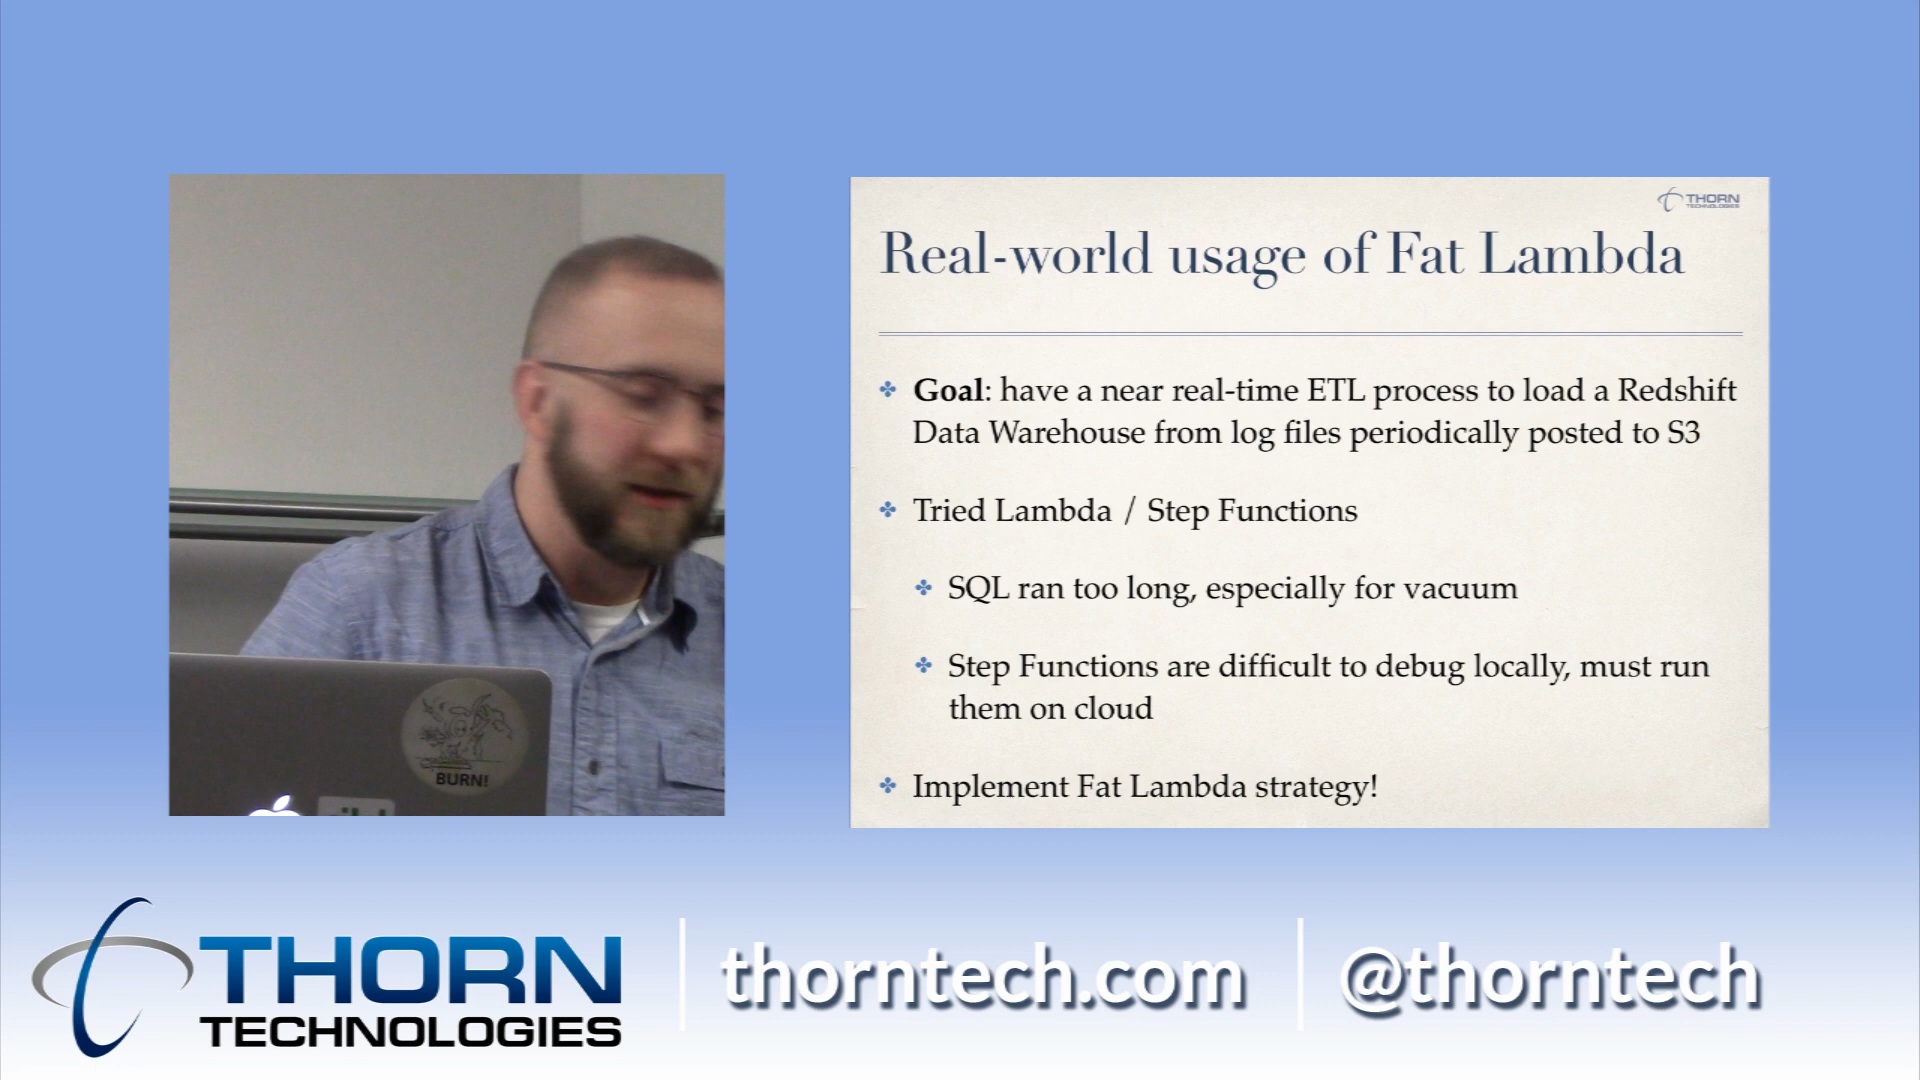 THORN
TECHNOLOGIES
Real-world usage of Fat Lambda
Goal: have a near real-time ETL process to load a Redshift
Data Warehouse from log files periodically posted to S3
Tried Lambda / Step Functions
SQL ran too long, especially for vacuum
Step Functions are difficult to debug locally, must run
them on cloud
Implement Fat Lambda strategy!
BURN!
THORN
TECHNOLOGIES
thorntech.com
@thorntech